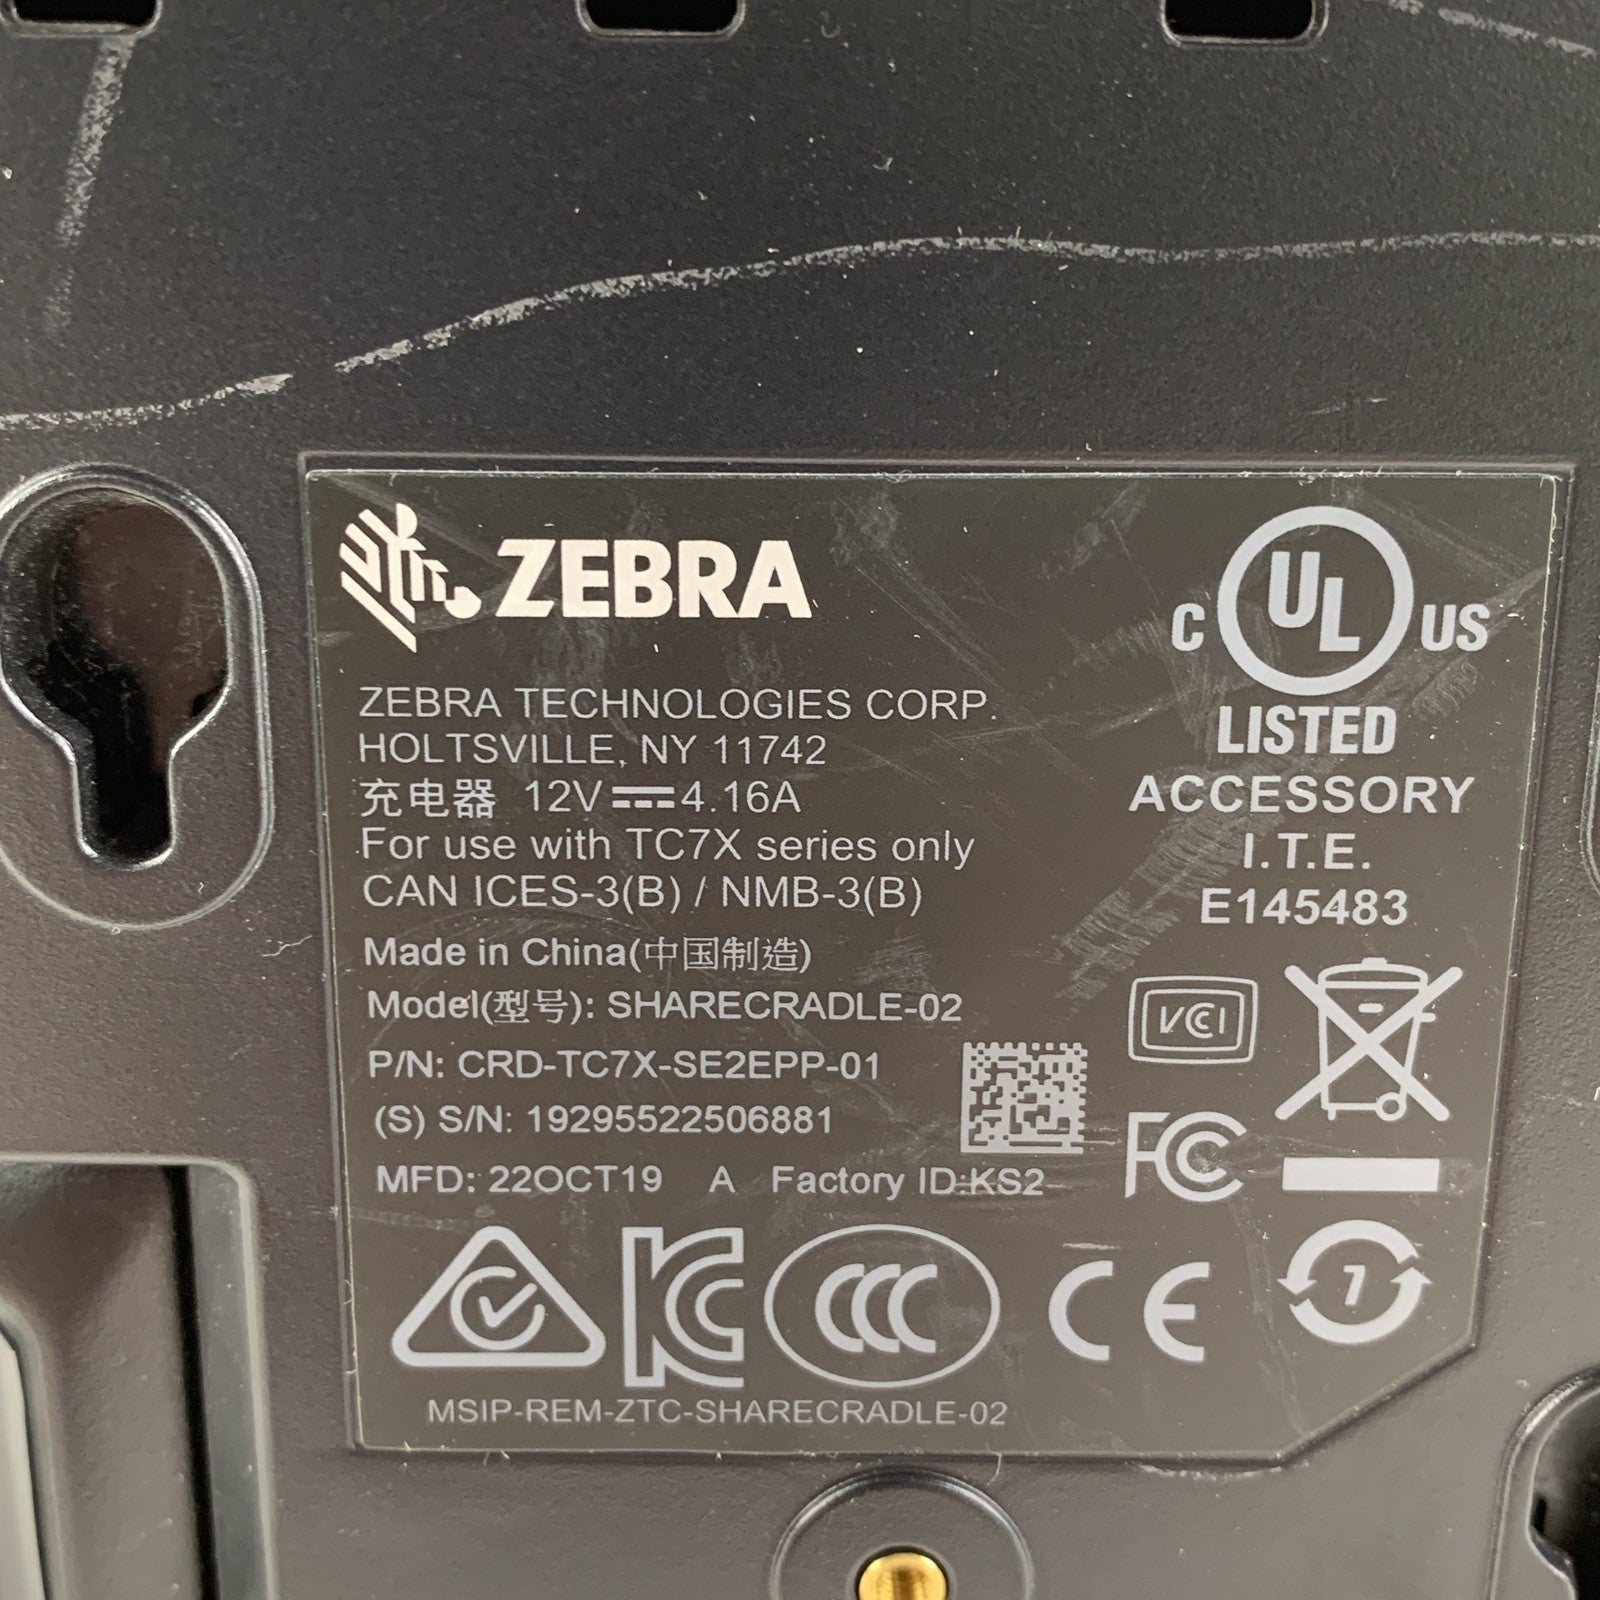 ZEBRA
ZEBRA TECHNOLOGIES CORP.
HOLTSVILLE, NY 11742
充电器 12V⎓4.16A
For use with TC7X series only
CAN ICES-3(B) / NMB-3(B)
Made in China(中国制造)
Model(型号): SHARECRADLE-02
P/N: CRD-TC7X-SE2EPP-01
(S) S/N: 19295522506881
MFD: 22OCT19 A Factory ID:KS2
C UL US
LISTED
ACCESSORY
I.T.E.
E145483
VCI
FC
KC
CCC
CE
7
MSIP-REM-ZTC-SHARECRADLE-02